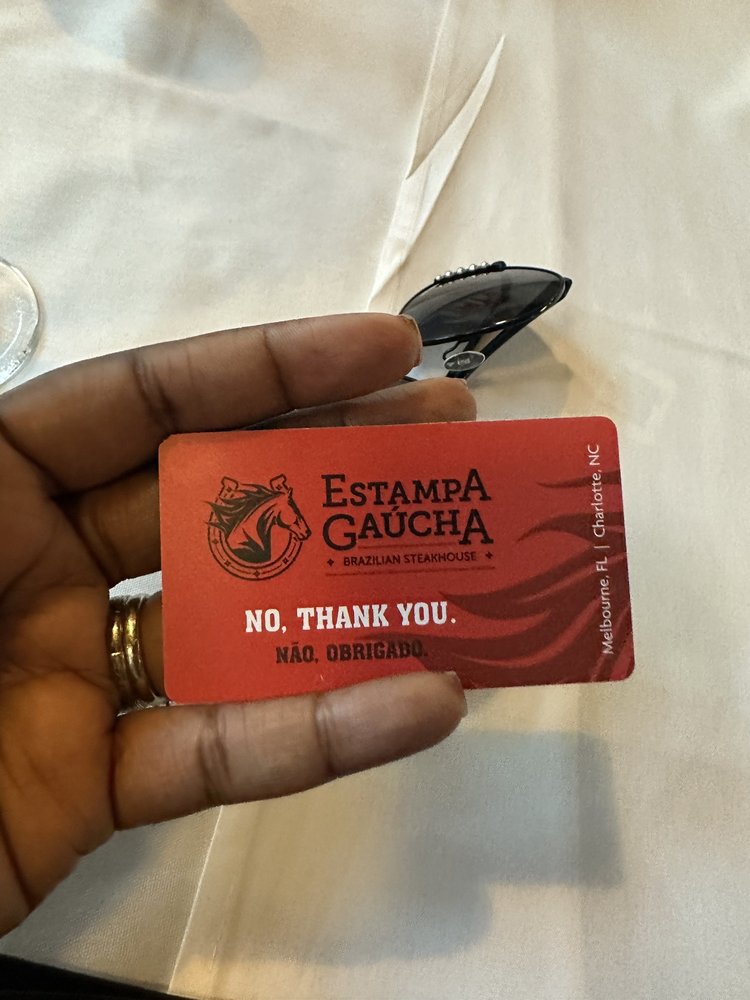 ESTAMPA
GAÚCHA
BRAZILIAN STEAKHOUSE
NO, THANK YOU.
NÃO, OBRIGADO.
Melbourne, FL | Charlotte, NC